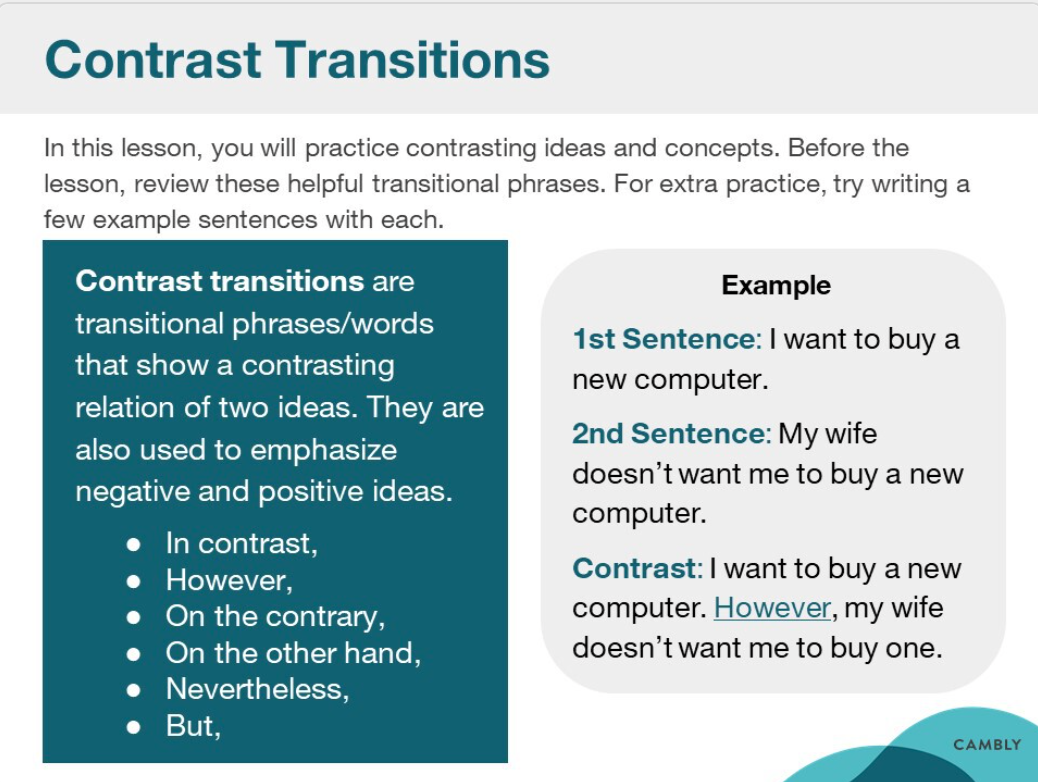 Contrast Transitions
In this lesson, you will practice contrasting ideas and concepts. Before the
lesson, review these helpful transitional phrases. For extra practice, try writing a
few example sentences with each.
Contrast transitions are
transitional phrases/words
that show a contrasting
relation of two ideas. They are
also used to emphasize
negative and positive ideas.
● In contrast,
● However,
● On the contrary,
● On the other hand,
● Nevertheless,
● But,
Example
1st Sentence: I want to buy a
new computer.
2nd Sentence: My wife
doesn’t want me to buy a new
computer.
Contrast: I want to buy a new
computer. However, my wife
doesn’t want me to buy one.
CAMBLY